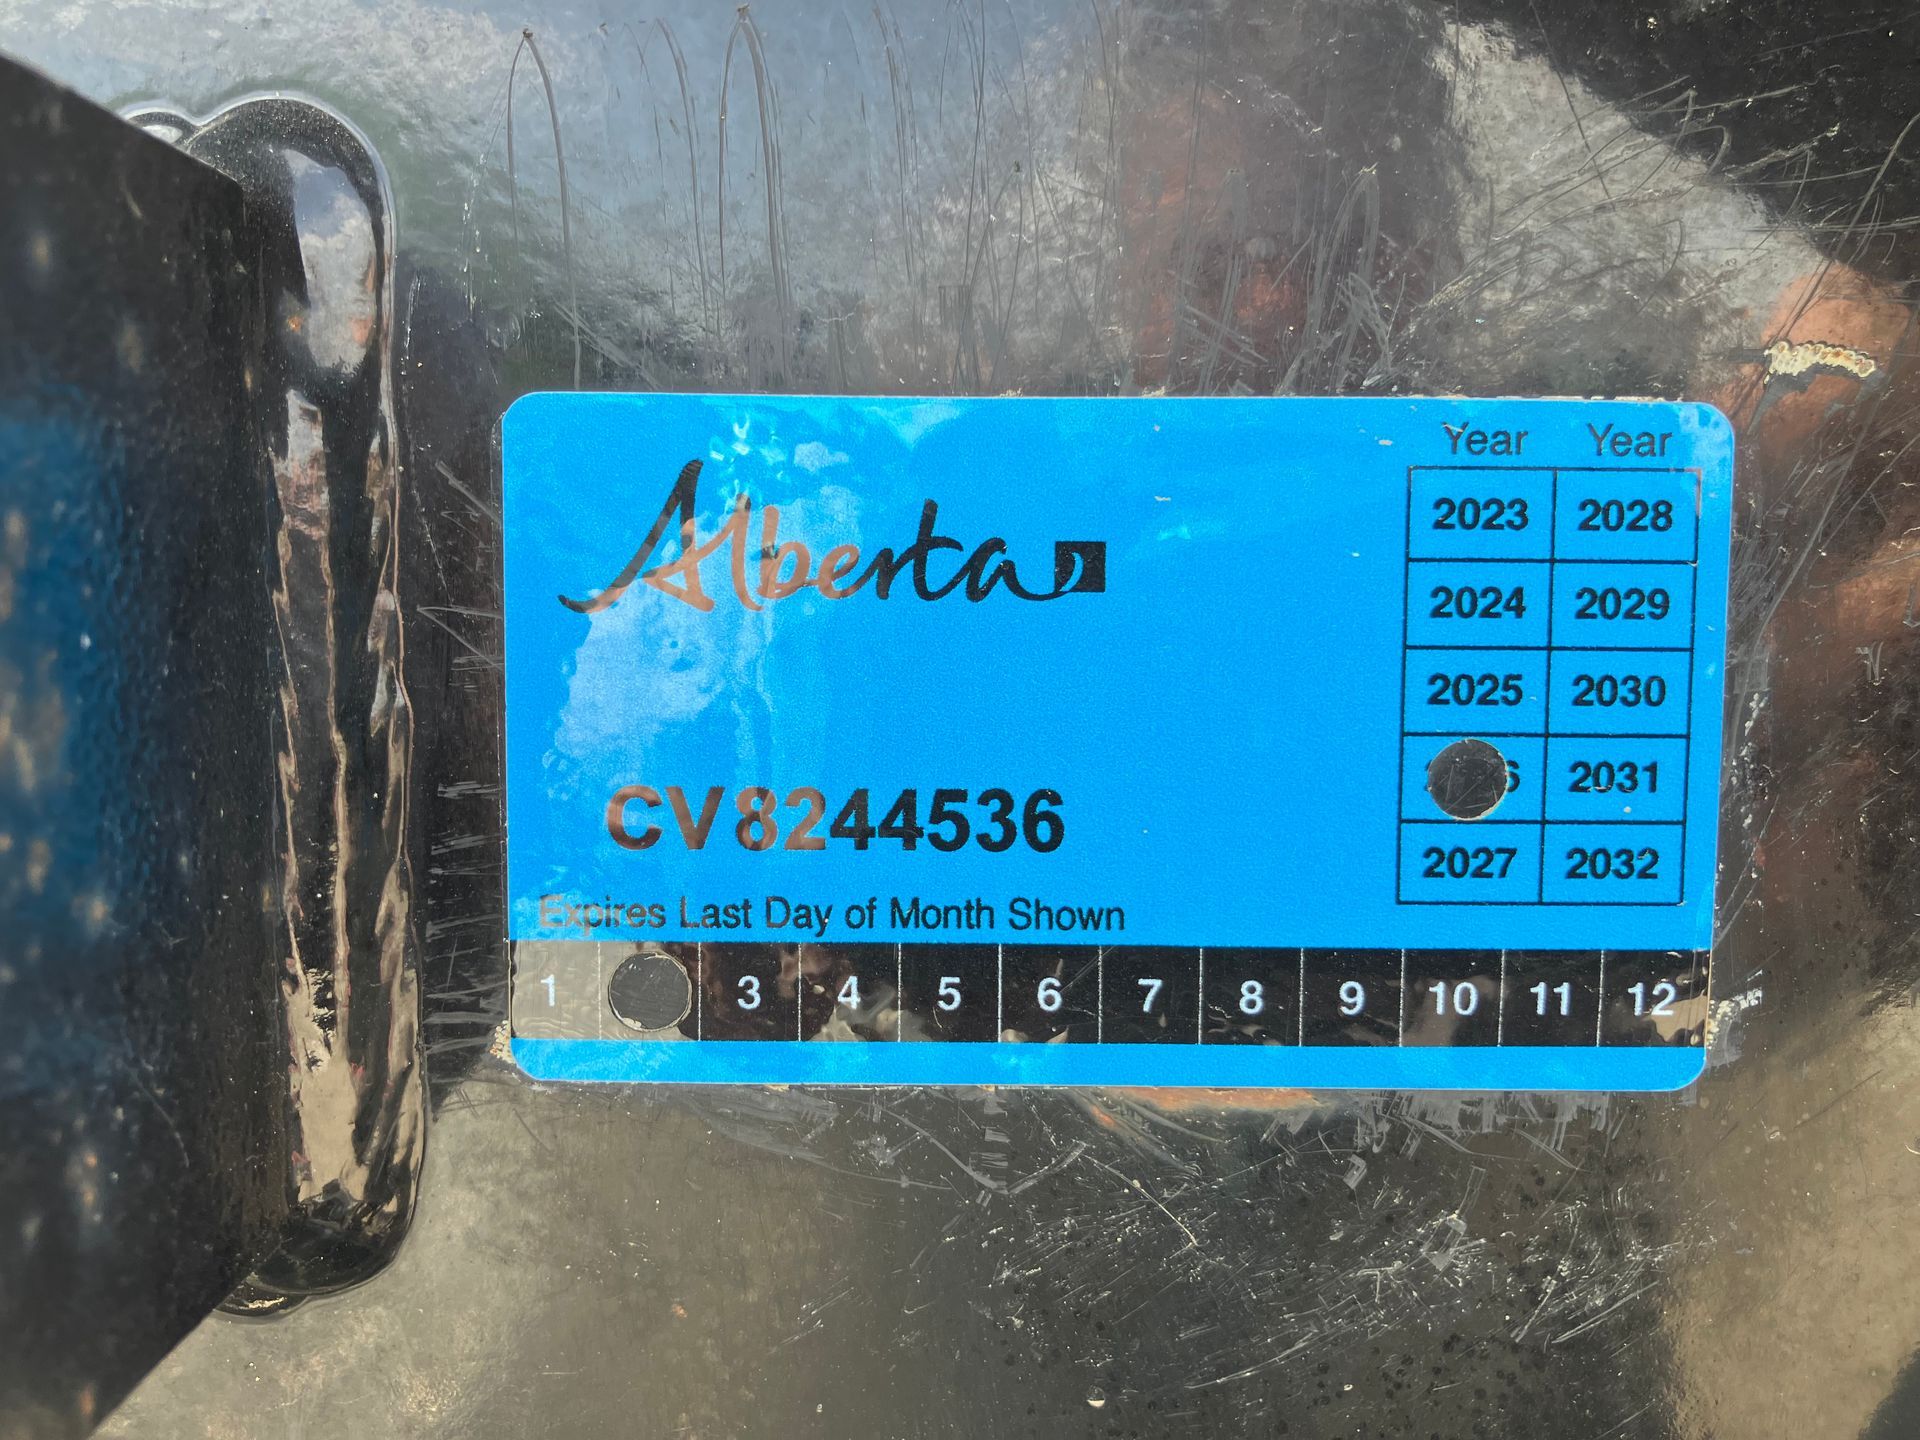 Alberta
Year Year
2023 2028
2024 2029
2025 2030
6 2031
2027 2032
CV8244536
Expires Last Day of Month Shown
1 3 4 5 6 7 8 9 10 11 12